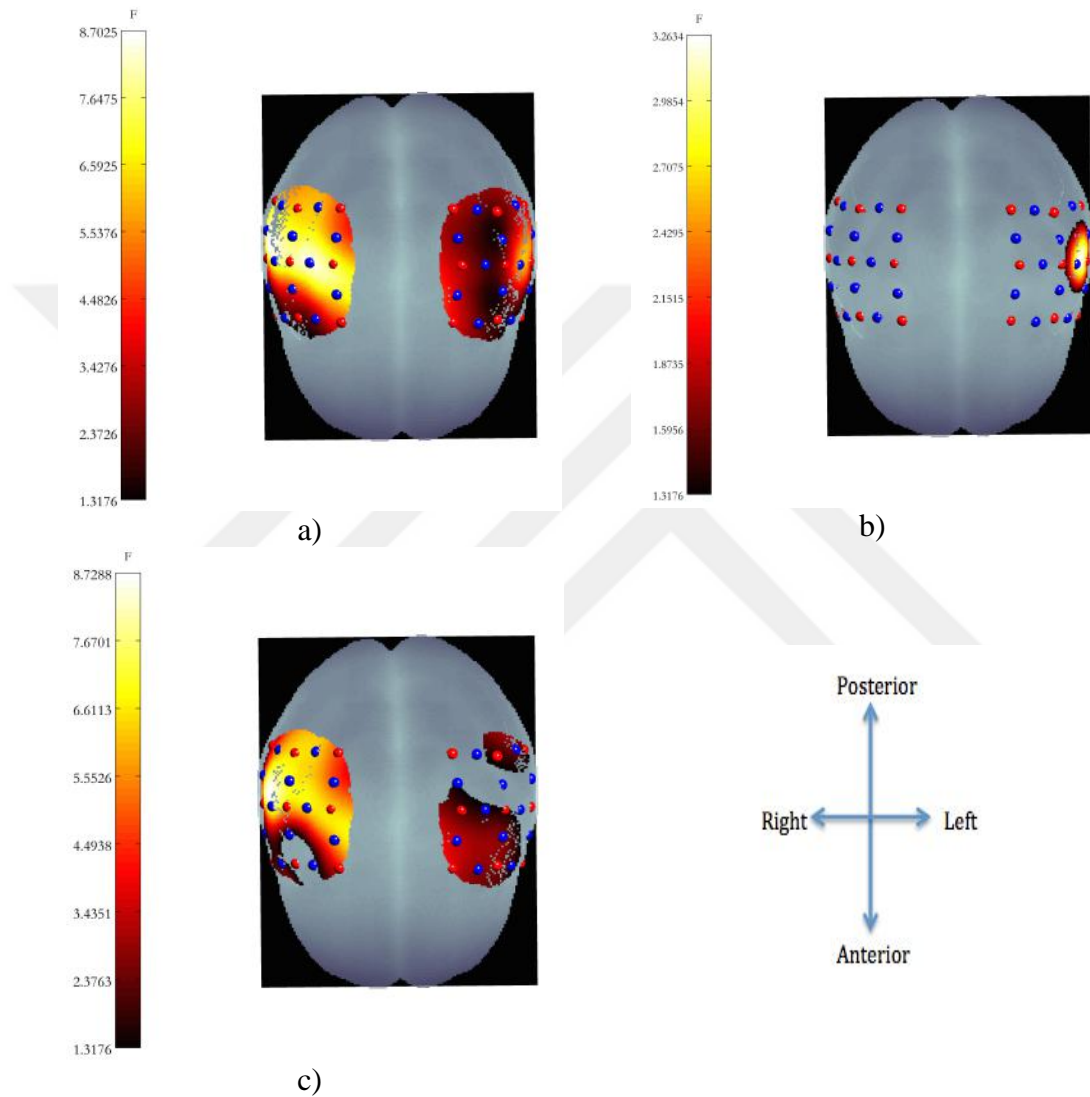 F
8.7025
7.6475
6.5925
5.5376
4.4826
3.4276
2.3726
1.3176
a)
F
3.2634
2.9854
2.7075
2.4295
2.1515
1.8735
1.5956
1.3176
b)
F
8.7288
7.6701
6.6113
5.5526
4.4938
3.4351
2.3763
1.3176
c)
Posterior
Right Left
Anterior